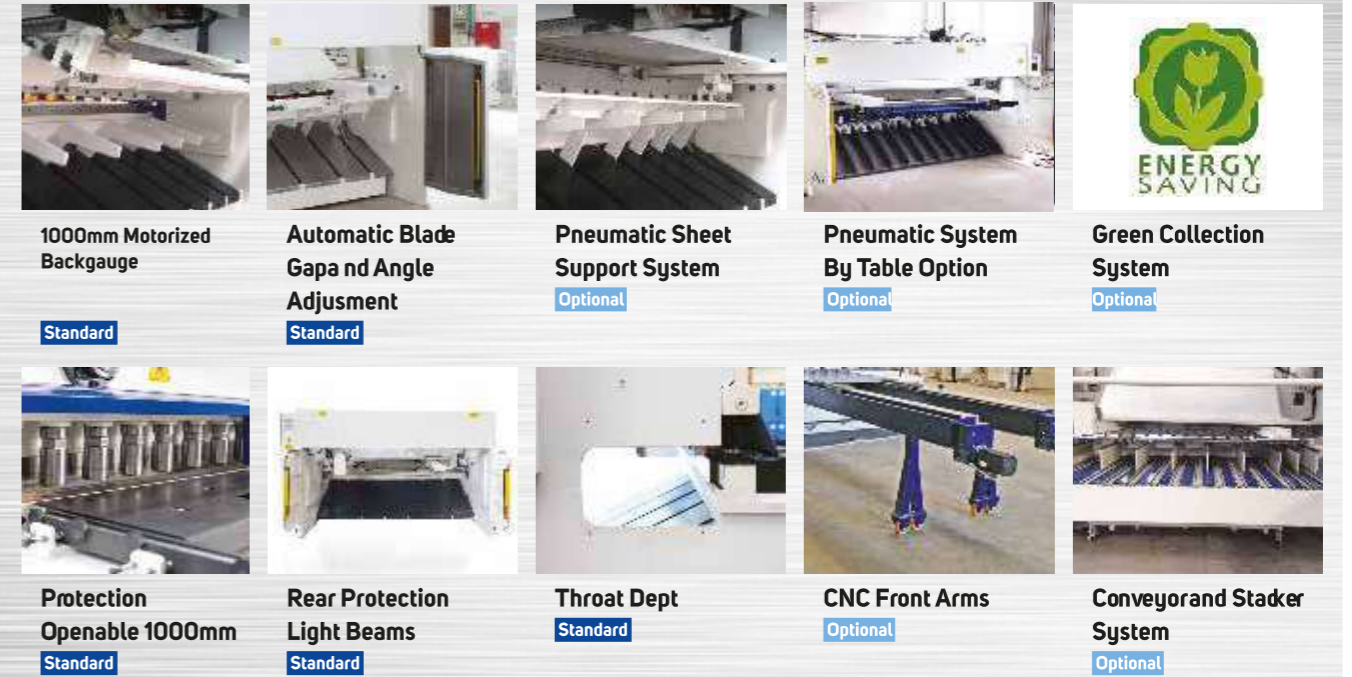 ENERGY
SAVING
1000mm Motorized
Backgauge
Standard
Automatic Blade
Gapa nd Angle
Adjusment
Standard
Pneumatic Sheet
Support System
Optional
Pneumatic System
By Table Option
Optional
Green Collection
System
Optional
Protection
Openable 1000mm
Standard
Rear Protection
Light Beams
Standard
Throat Dept
Standard
CNC Front Arms
Optional
Conveyorand Stacker
System
Optional